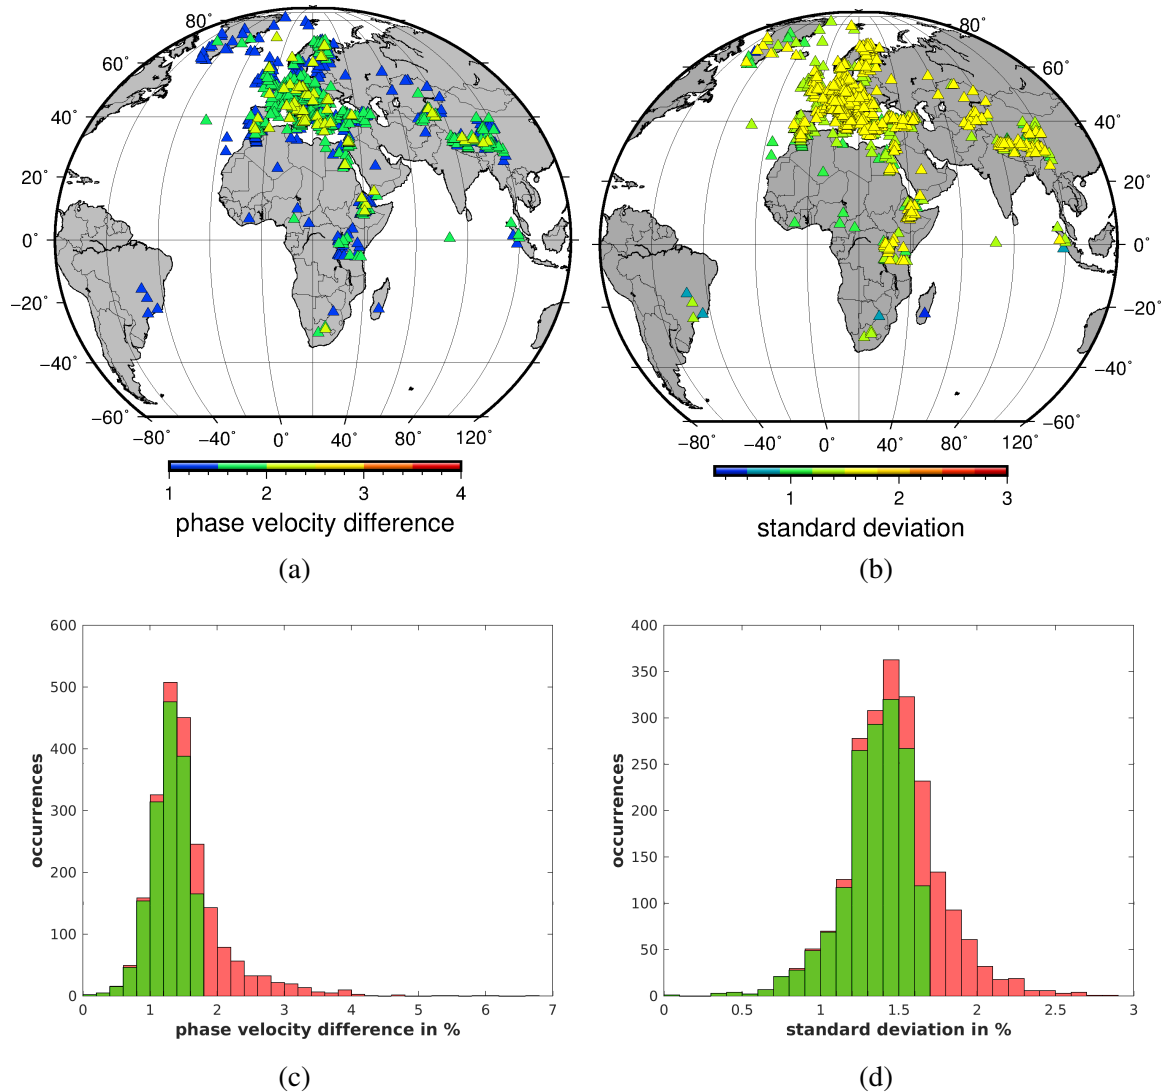 80° 80°
60° 60°
40° 40°
20° 20°
0° 0°
−20° −20°
−40° −40°
−60° −60°
−80° −40° 0° 40° 80° 120° −80° −40° 0° 40° 80° 120°
1 2 3 4 1 2 3
phase velocity difference standard deviation
(a) (b)
600 400
500 350
400 300
300 250
200 200
100 150
0 100
50
0
occurrences occurrences
0 1 2 3 4 5 6 7 0 0.5 1 1.5 2 2.5 3
phase velocity difference in % standard deviation in %
(c) (d)